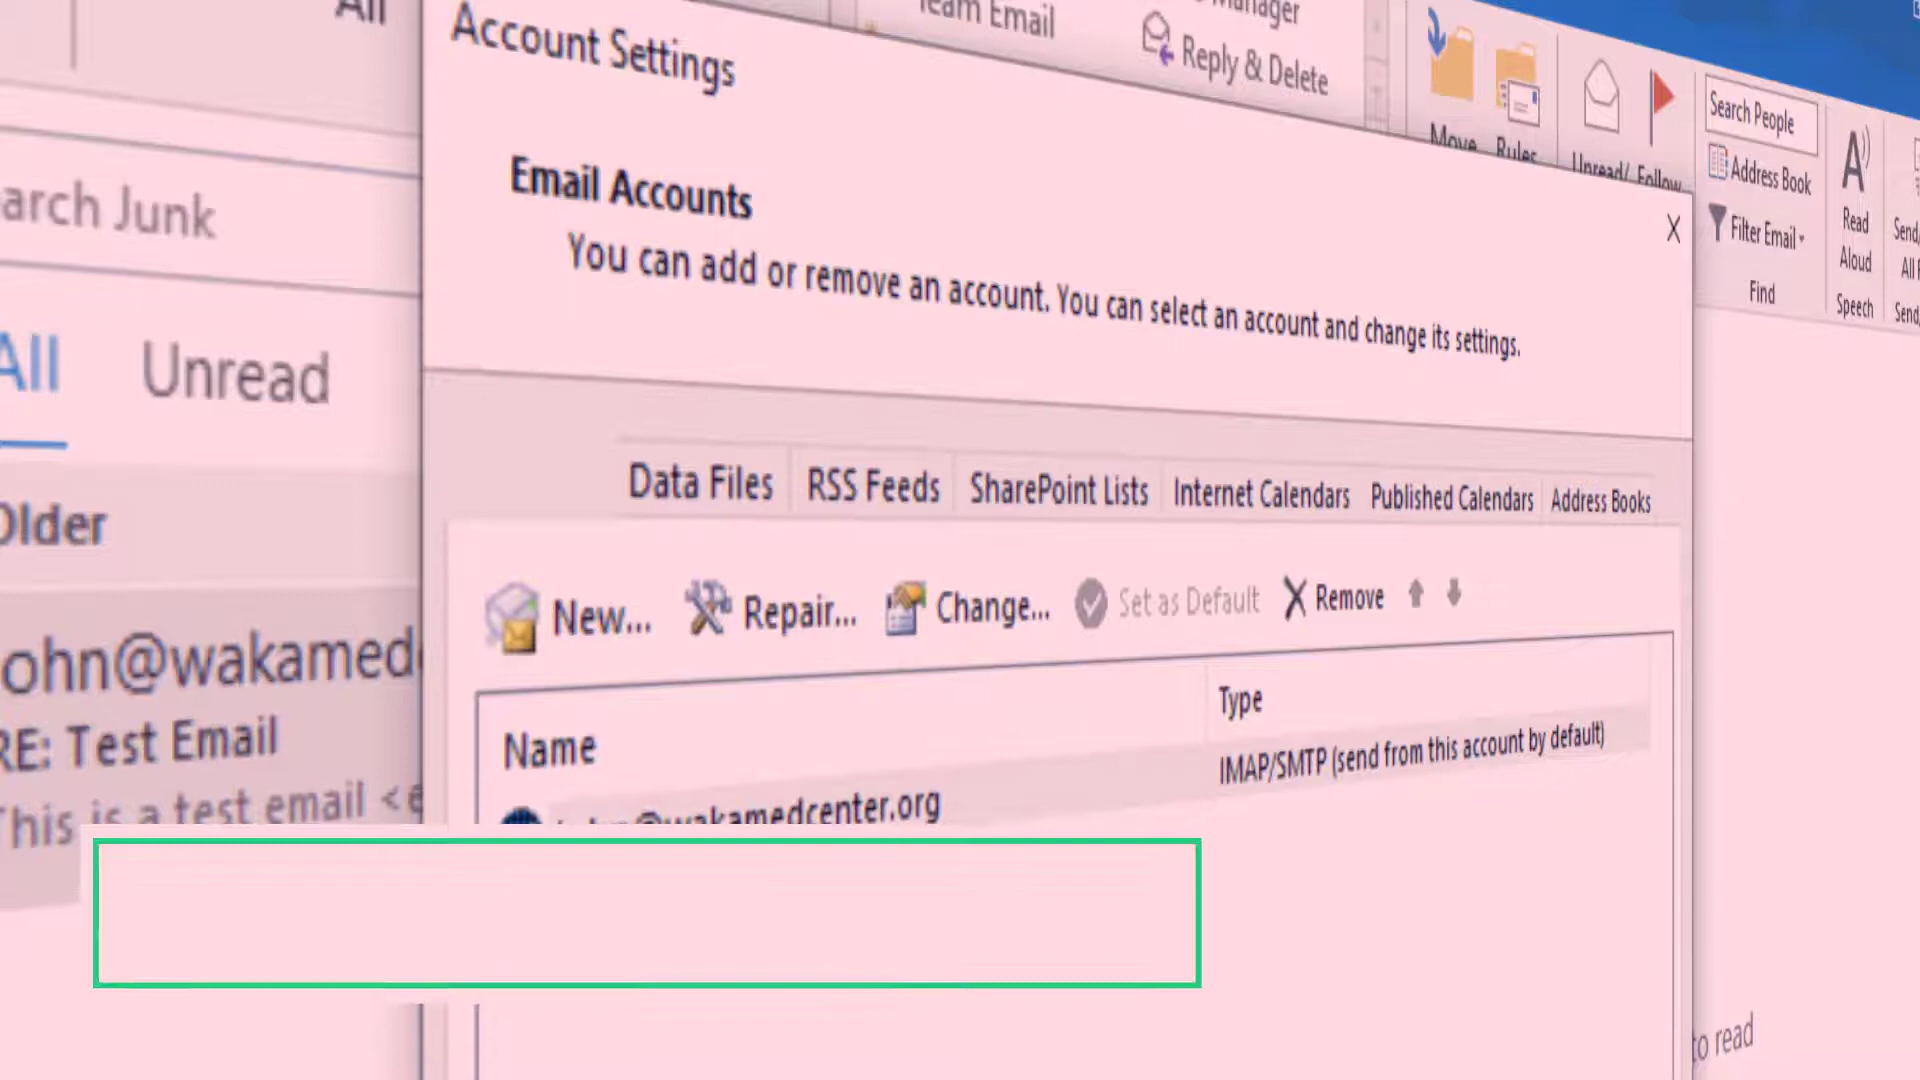 All
Account Settings
Team Email
Manager
Reply & Delete
Move
Rules
Unread/
Follow
Search People
Address Book
Filter Email
Find
Read
Aloud
Speech
Send/
All
Send/
arch Junk
Email Accounts
You can add or remove an account. You can select an account and change its settings.
All Unread
Data Files RSS Feeds SharePoint Lists Internet Calendars Published Calendars Address Books
Older
New... Repair... Change... Set as Default Remove
ohn@wakamed
RE: Test Email
This is a test email <e
Name
Type
@wakamedcenter.org
IMAP/SMTP (send from this account by default)
to read